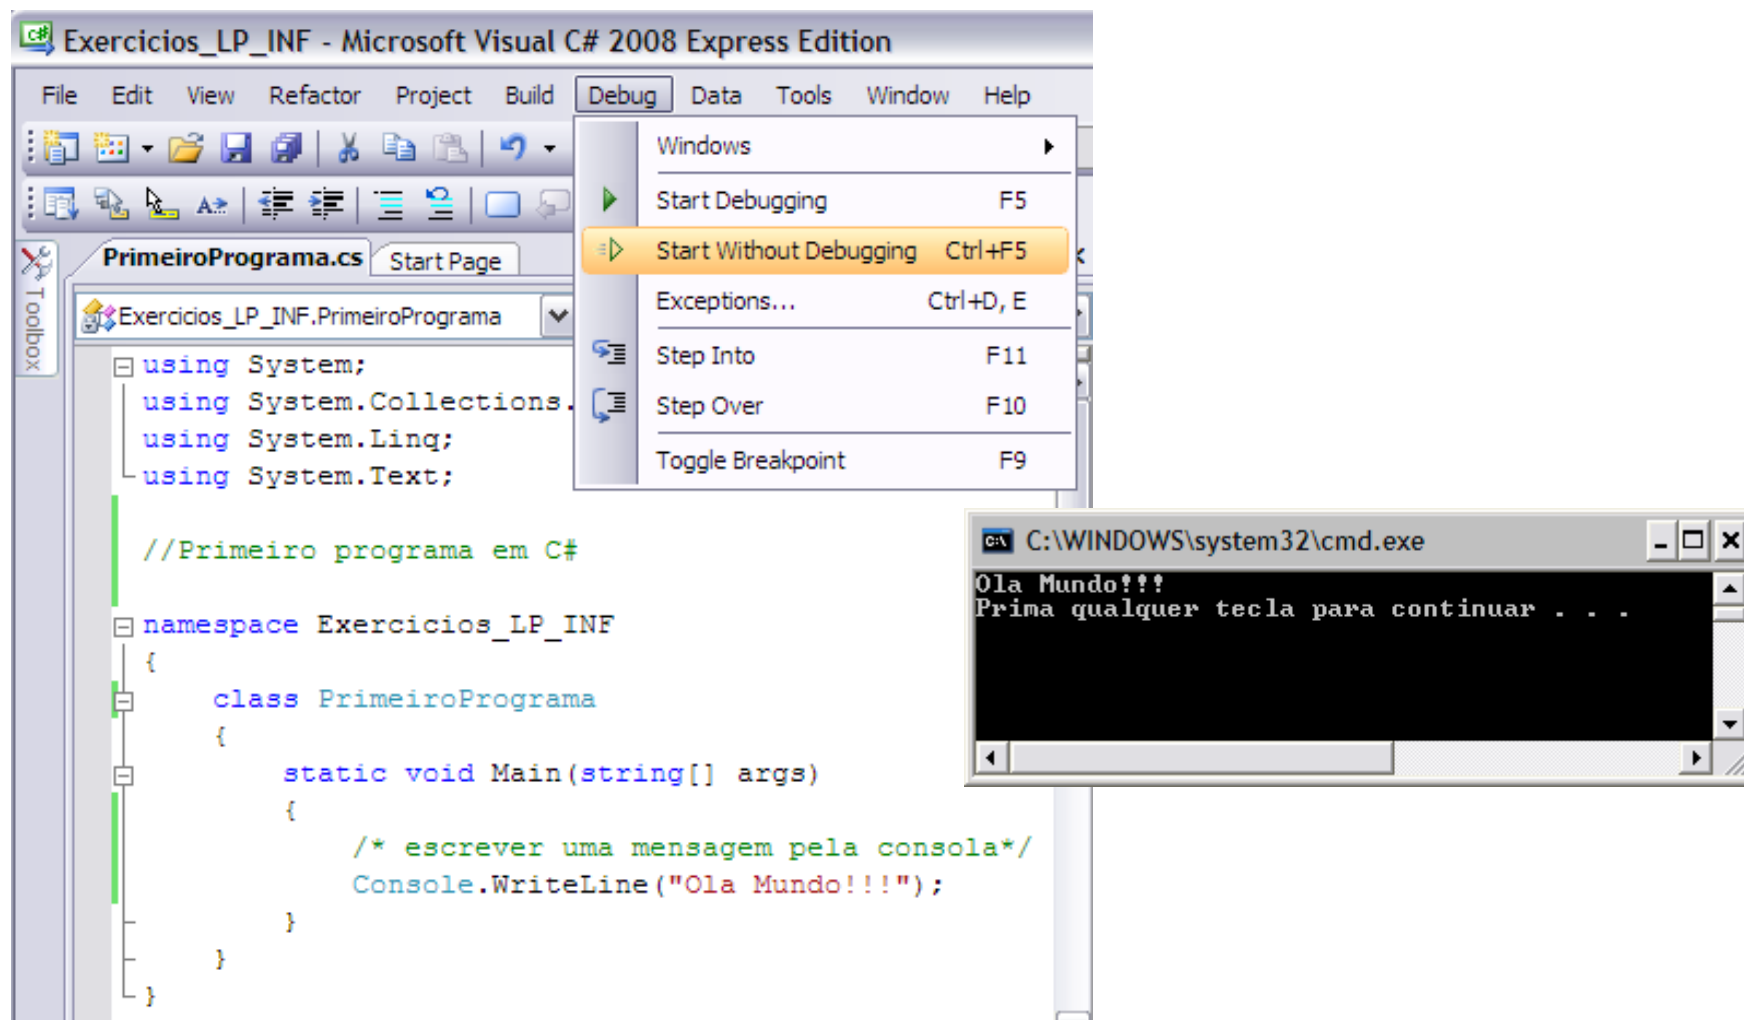 Exercicios_LP_INF - Microsoft Visual C# 2008 Express Edition
File Edit View Refactor Project Build Debug Data Tools Window Help
Windows
Start Debugging F5
Start Without Debugging Ctrl+F5
Exceptions... Ctrl+D, E
Step Into F11
Step Over F10
Toggle Breakpoint F9
Toolbox
PrimeiroPrograma.cs Start Page
Exercicios_LP_INF.PrimeiroPrograma
using System;
using System.Collections.
using System.Linq;
using System.Text;
//Primeiro programa em C#
namespace Exercicios_LP_INF
{
class PrimeiroPrograma
{
static void Main(string[] args)
{
/* escrever uma mensagem pela consola*/
Console.WriteLine("Ola Mundo!!!");
}
}
}
C:\WINDOWS\system32\cmd.exe
Ola Mundo!!!
Prima qualquer tecla para continuar . . .